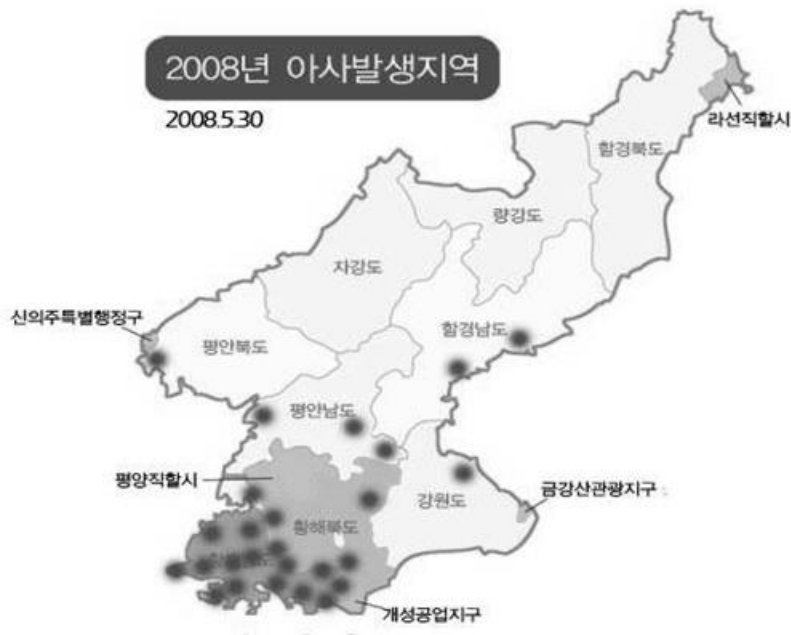 2008년 아사발생지역
2008.5.30
라선직할시
함경북도
량강도
자강도
신의주특별행정구
함경남도
평안북도
평안남도
평양직할시
금강산관광지구
강원도
황해북도
개성공업지구